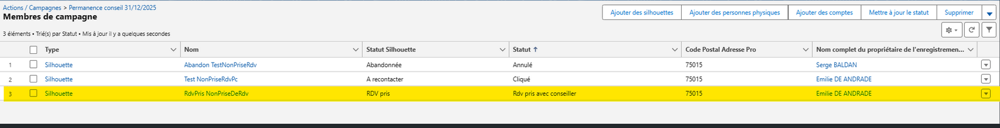 Actions / Campagnes > Permanence conseil 31/12/2025
Membres de campagne
Ajouter des silhouettes Ajouter des personnes physiques Ajouter des comptes Mettre à jour le statut Supprimer
3 éléments • Trié(s) par Statut • Mis à jour il y a quelques secondes
Type Nom Statut Silhouette Statut ↑ Code Postal Adresse Pro Nom complet du propriétaire de l'enregistremen...
1 Silhouette Abandon TestNonPriseRdv Abandonnée Annulé 75015 Serge BALDAN
2 Silhouette Test NonPriseRdvPc A recontacter Cliqué 75015 Emilie DE ANDRADE
3 Silhouette RdvPris NonPriseDeRdv RDV pris Rdv pris avec conseiller 75015 Emilie DE ANDRADE